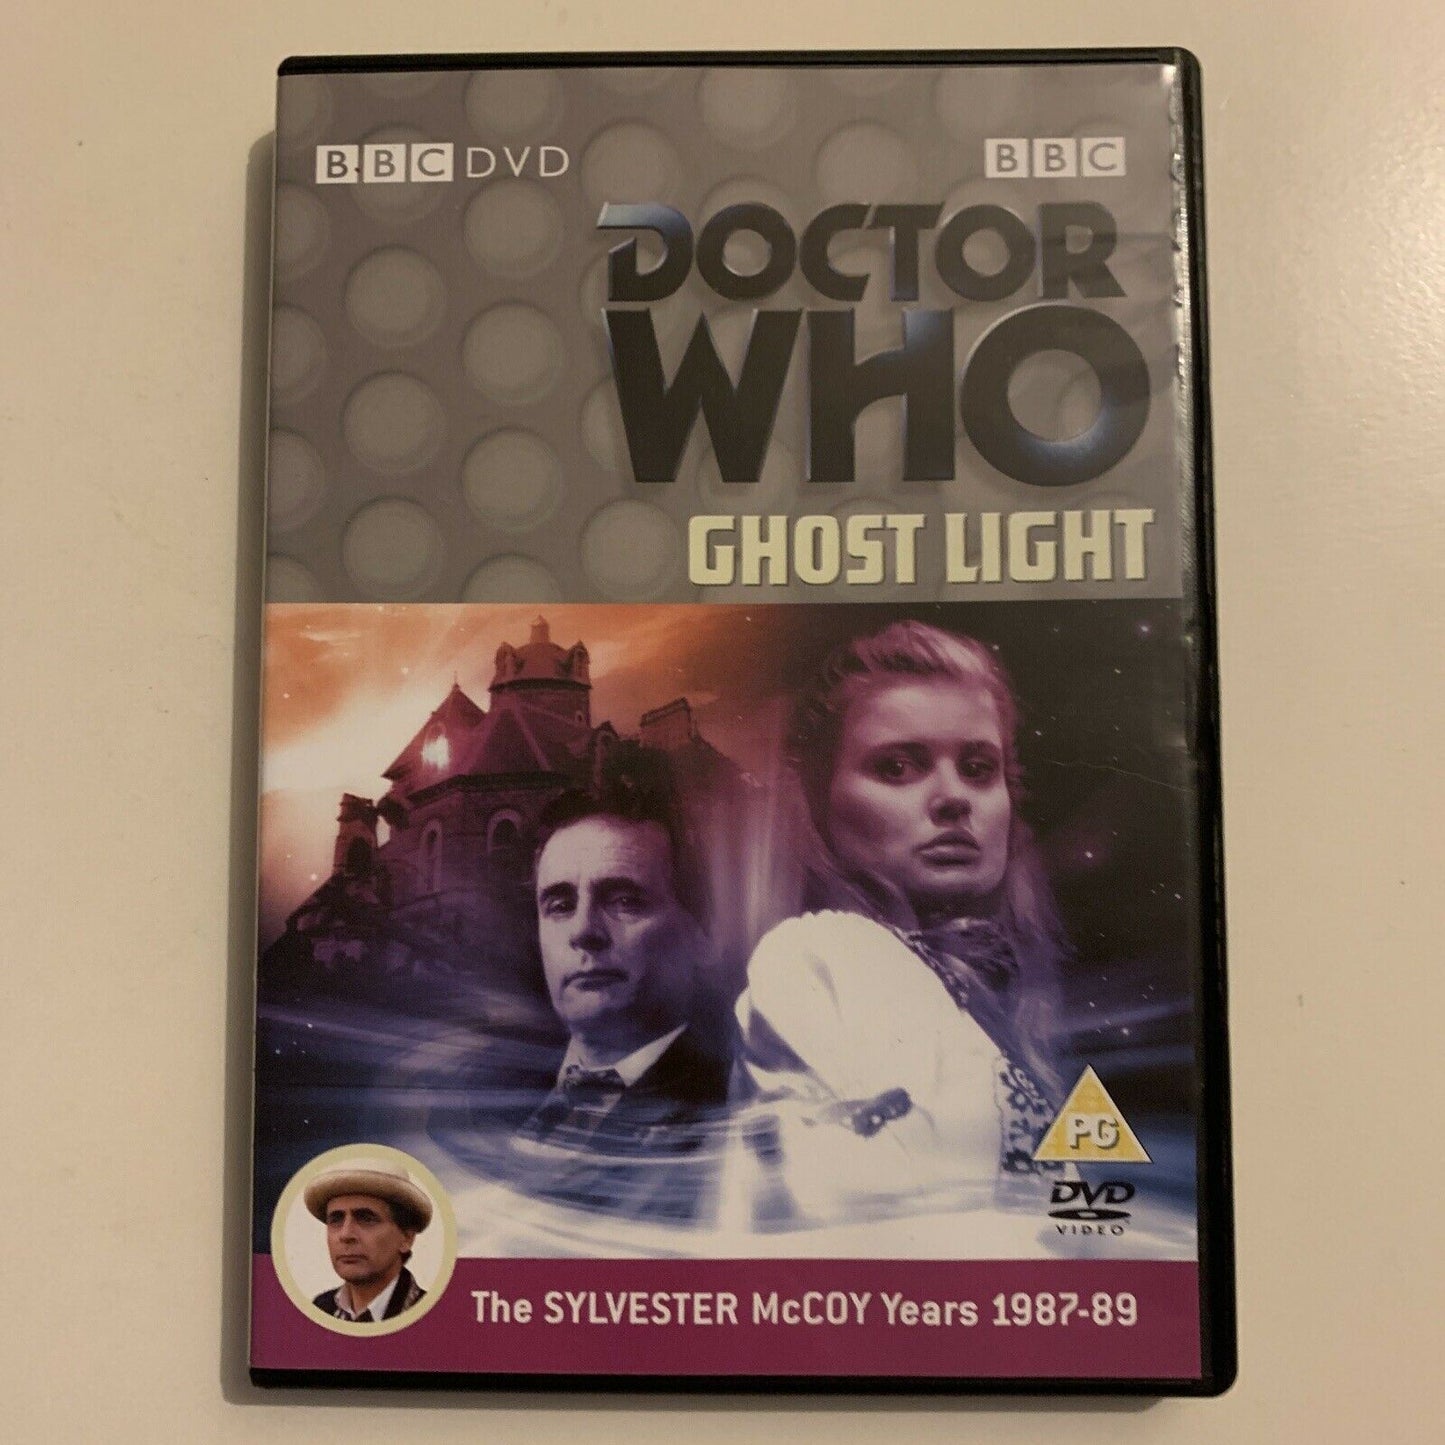 BBC DVD
BBC
DOCTOR
WHO
GHOST LIGHT
PG
DVD
VIDEO
The SYLVESTER McCOY Years 1987-89